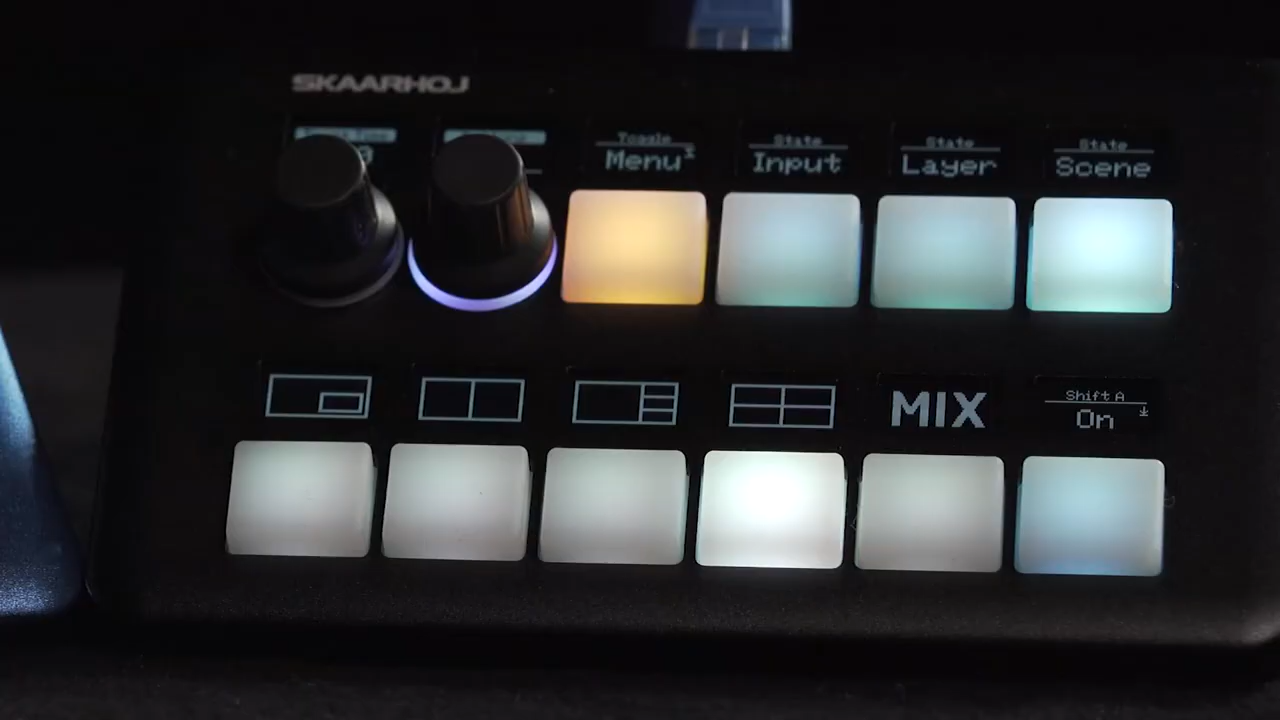 SKAARHOJ
Toggle
Menu
State
Input
State
Layer
State
Scene
MIX
Shift A
On